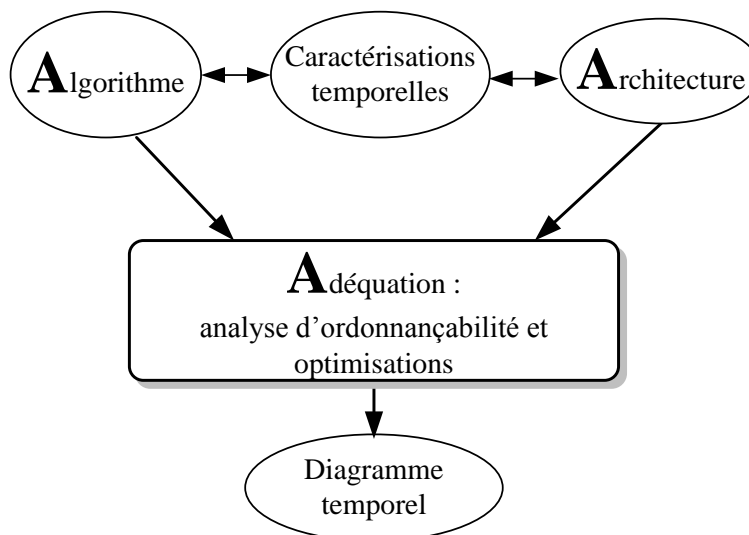 Algorithme
Caractérisations
temporelles
Architecture
Adéquation :
analyse d’ordonnançabilité et
optimisations
Diagramme
temporel